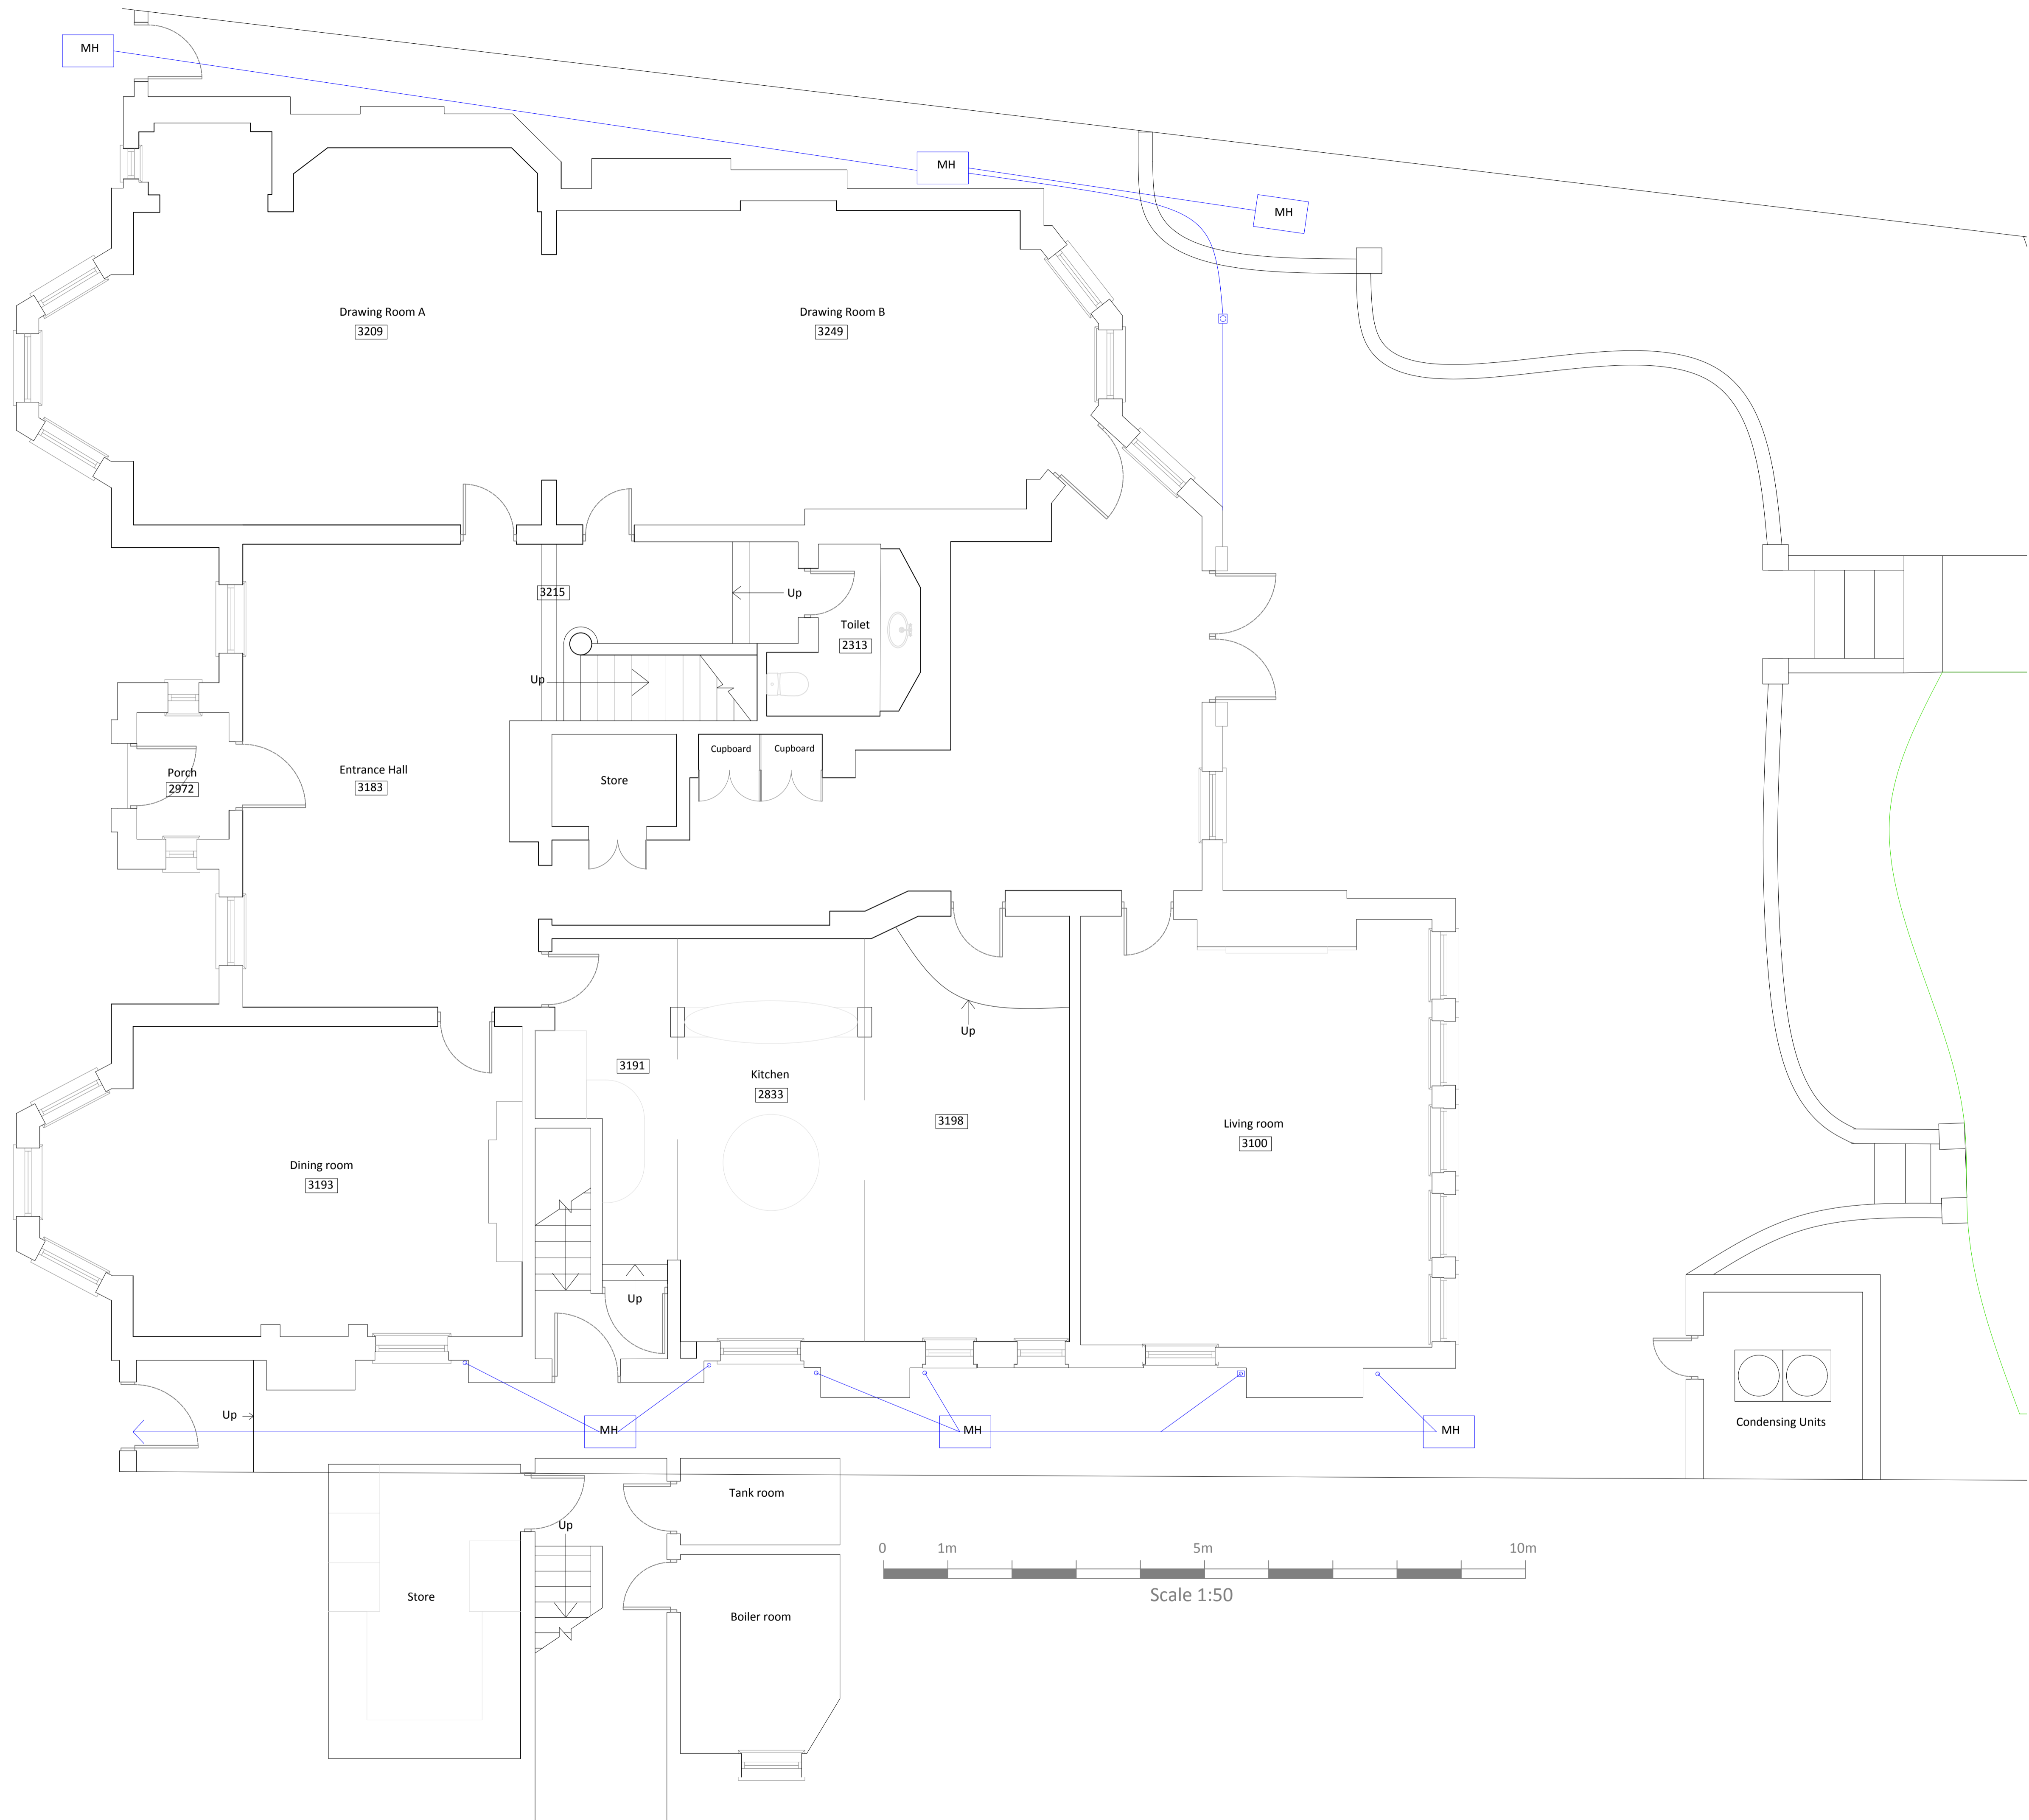 MH
MH
MH
Drawing Room A
3209
Drawing Room B
3249
3215
Up
Toilet
2313
Up
Cupboard
Cupboard
Store
Porch
2972
Entrance Hall
3183
Up
3191
Kitchen
2833
3198
Living room
3100
Dining room
3193
Up
Up
MH
MH
MH
Condensing Units
Tank room
Up
Store
Boiler room
0
1m
5m
10m
Scale 1:50